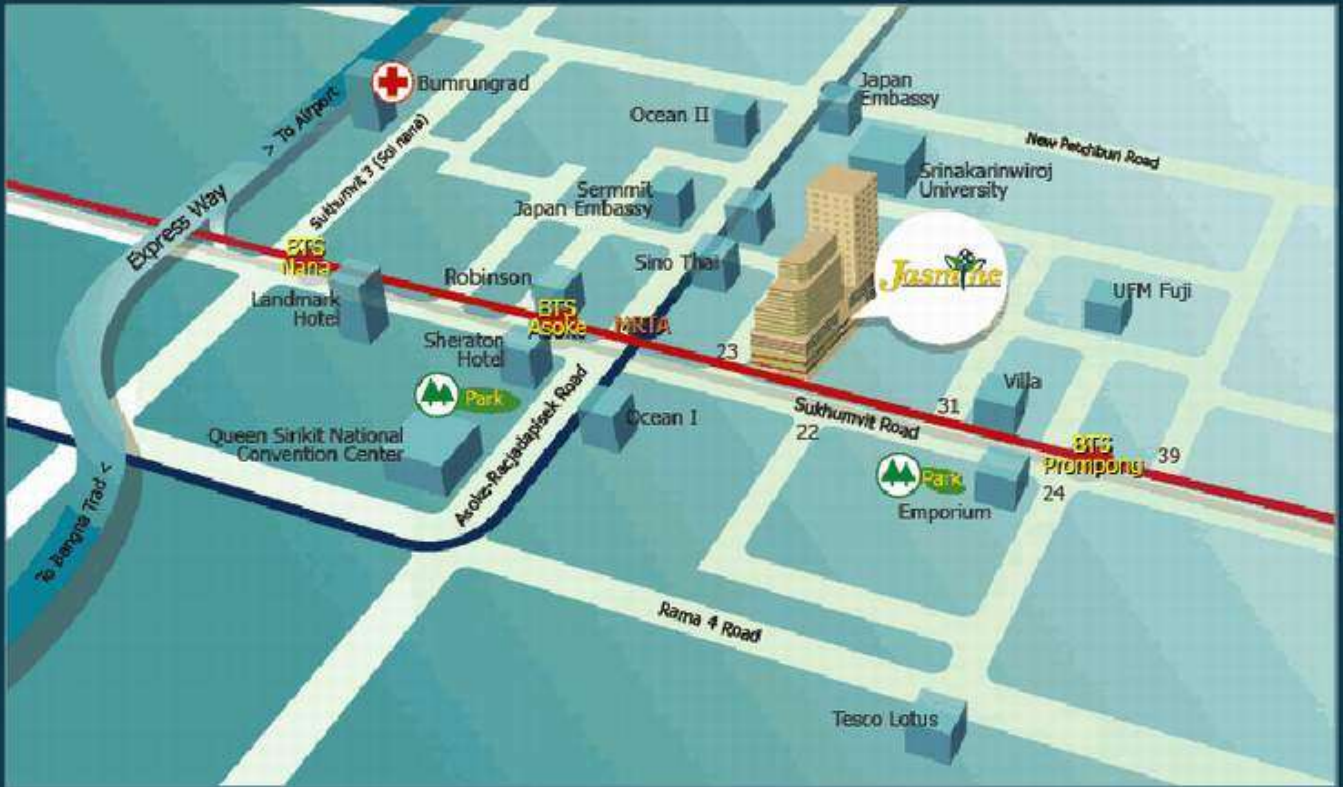 Bumrungrad
> To Airport
Sukhumvit 3 (Soi nana)
Express Way
Japan
Embassy
Ocean II
New Petchburi Road
Srinakarinwiroj
University
Sermmit
Japan Embassy
Sino Thai
Jasmine
UFM Fuji
BTS
Nana
Landmark
Hotel
Robinson
BTS
Asoke
MRTA
Sheraton
Hotel
Park
23
31
Villa
Sukhumvit Road
22
Ocean I
Asoke-Racjadapisek Road
Queen Sirikit National
Convention Center
BTS
Prompong
39
24
Park
Emporium
To Bangna Trad <
Rama 4 Road
Tesco Lotus